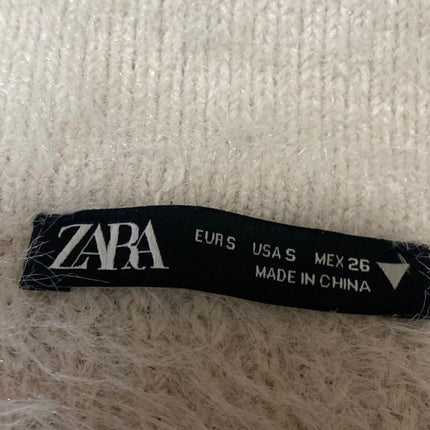 ZARA
EUR S USA S MEX 26
MADE IN CHINA